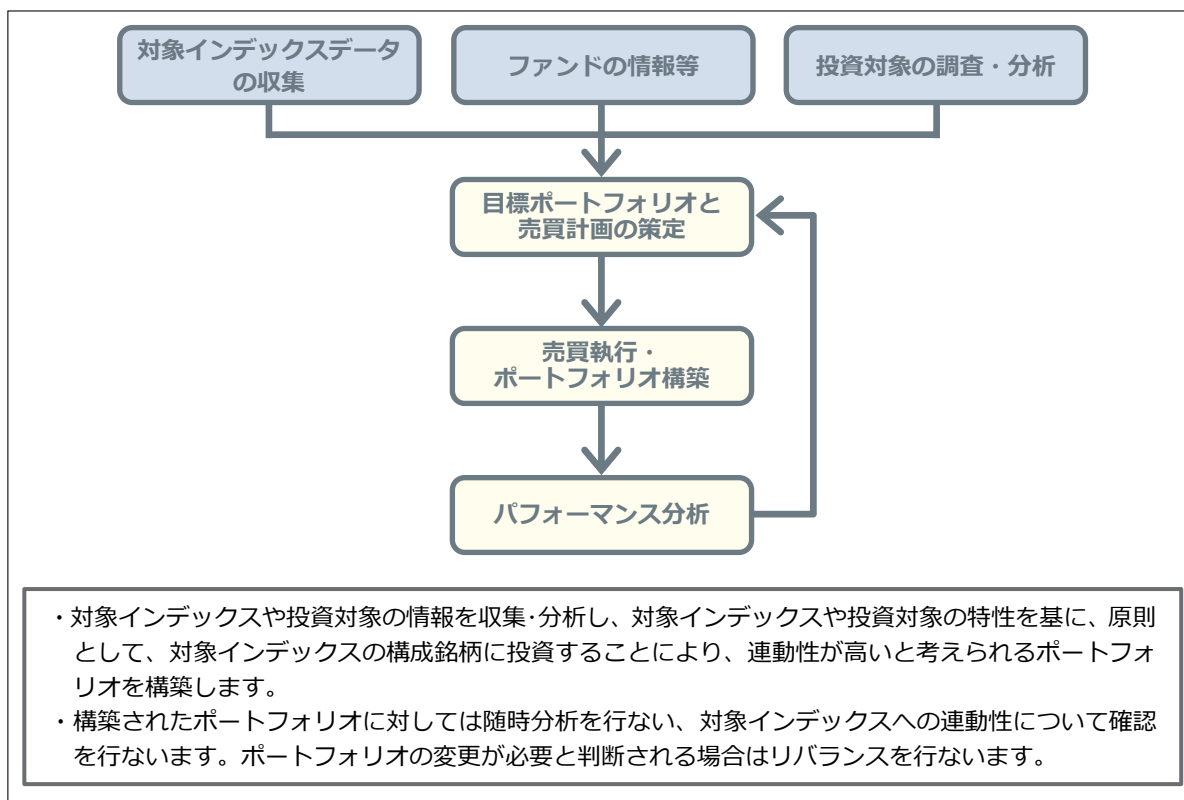 対象インデックスデータ
の収集
ファンドの情報等
投資対象の調査・分析
目標ポートフォリオと
売買計画の策定
売買執行・
ポートフォリオ構築
パフォーマンス分析
・対象インデックスや投資対象の情報を収集・分析し、対象インデックスや投資対象の特性を基に、原則
として、対象インデックスの構成銘柄に投資することにより、連動性が高いと考えられるポートフォ
リオを構築します。
・構築されたポートフォリオに対しては随時分析を行ない、対象インデックスへの連動性について確認
を行ないます。ポートフォリオの変更が必要と判断される場合はリバランスを行ないます。